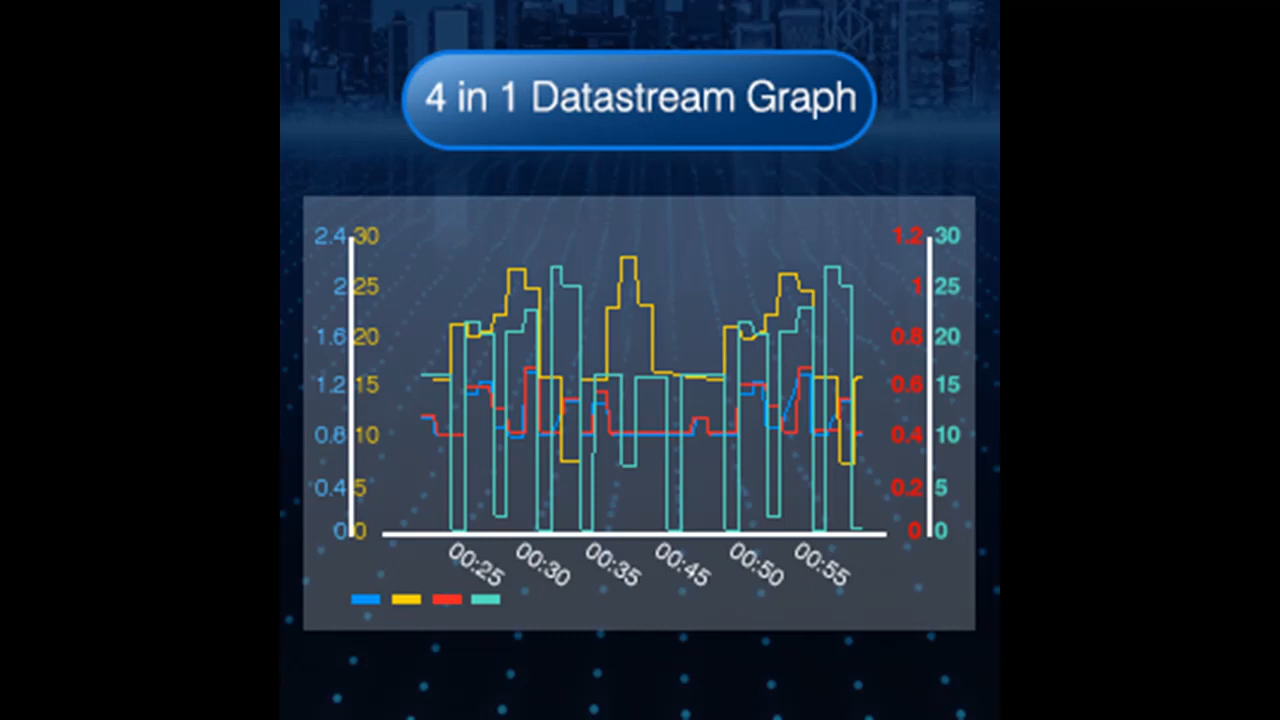 4 in 1 Datastream Graph
2.4 30 1.2 30
2 25 1 25
1.6 20 0.8 20
1.2 15 0.6 15
0.8 10 0.4 10
0.4 5 0.2 5
0 0 0 0
00:25 00:30 00:35 00:45 00:50 00:55